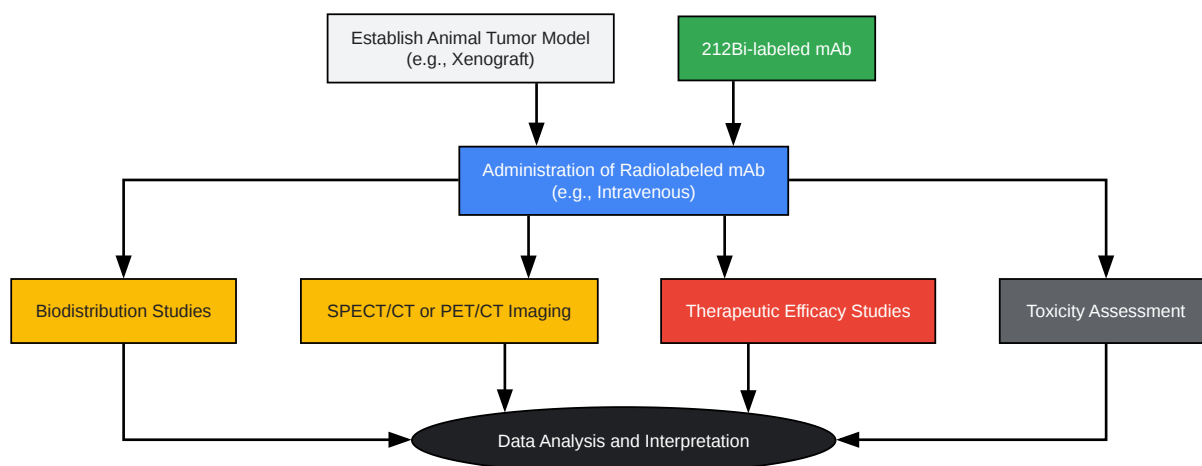 Establish Animal Tumor Model
(e.g., Xenograft)
212Bi-labeled mAb
Administration of Radiolabeled mAb
(e.g., Intravenous)
Biodistribution Studies
SPECT/CT or PET/CT Imaging
Therapeutic Efficacy Studies
Toxicity Assessment
Data Analysis and Interpretation